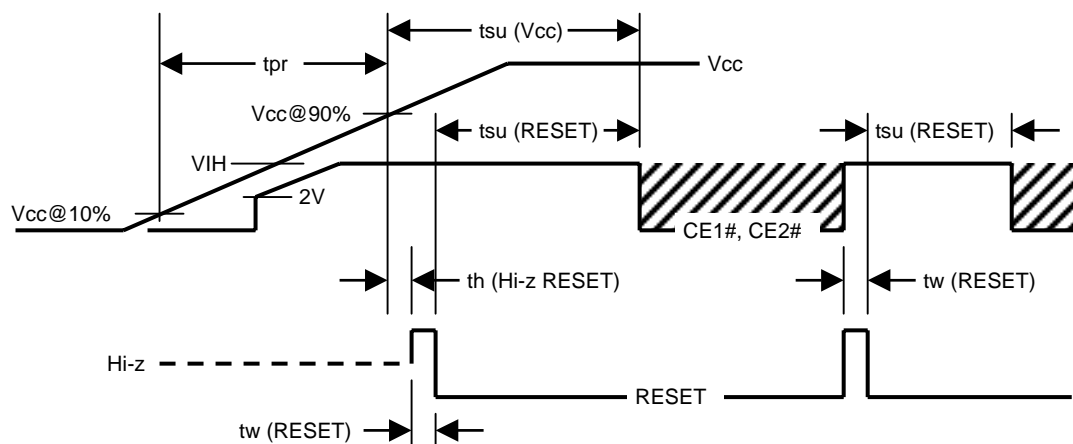 tsu (Vcc)
tpr
Vcc
Vcc@90%
tsu (RESET)
tsu (RESET)
VIH
2V
Vcc@10%
CE1#, CE2#
th (Hi-z RESET)
tw (RESET)
Hi-z
RESET
tw (RESET)